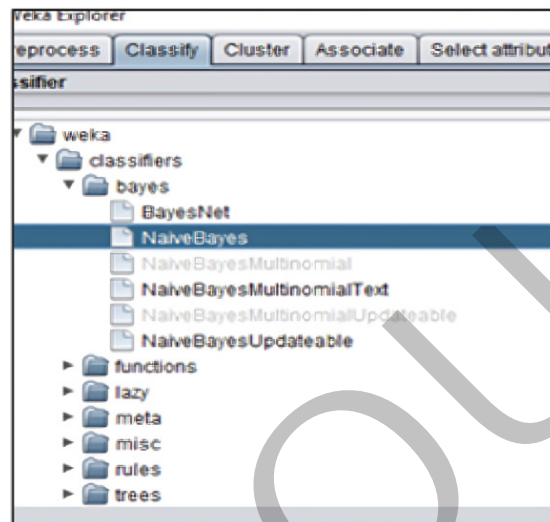 Weka Explorer
eprocess Classify Cluster Associate Select attribut
ssifier
weka
classifiers
bayes
BayesNet
NaiveBayes
NaiveBayesMultinomial
NaiveBayesMultinomialText
NaiveBayesMultinomialUpdateable
NaiveBayesUpdateable
functions
lazy
meta
misc
rules
trees